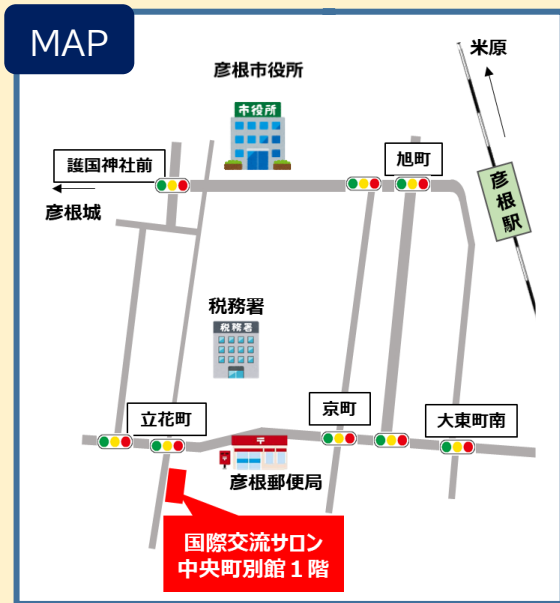 MAP
彦根市役所
市役所
米原
護国神社前
旭町
彦根城
彦根駅
税務署
税務署
立花町
京町
大東町南
〒
〒
彦根郵便局
国際交流サロン
中央町別館１階